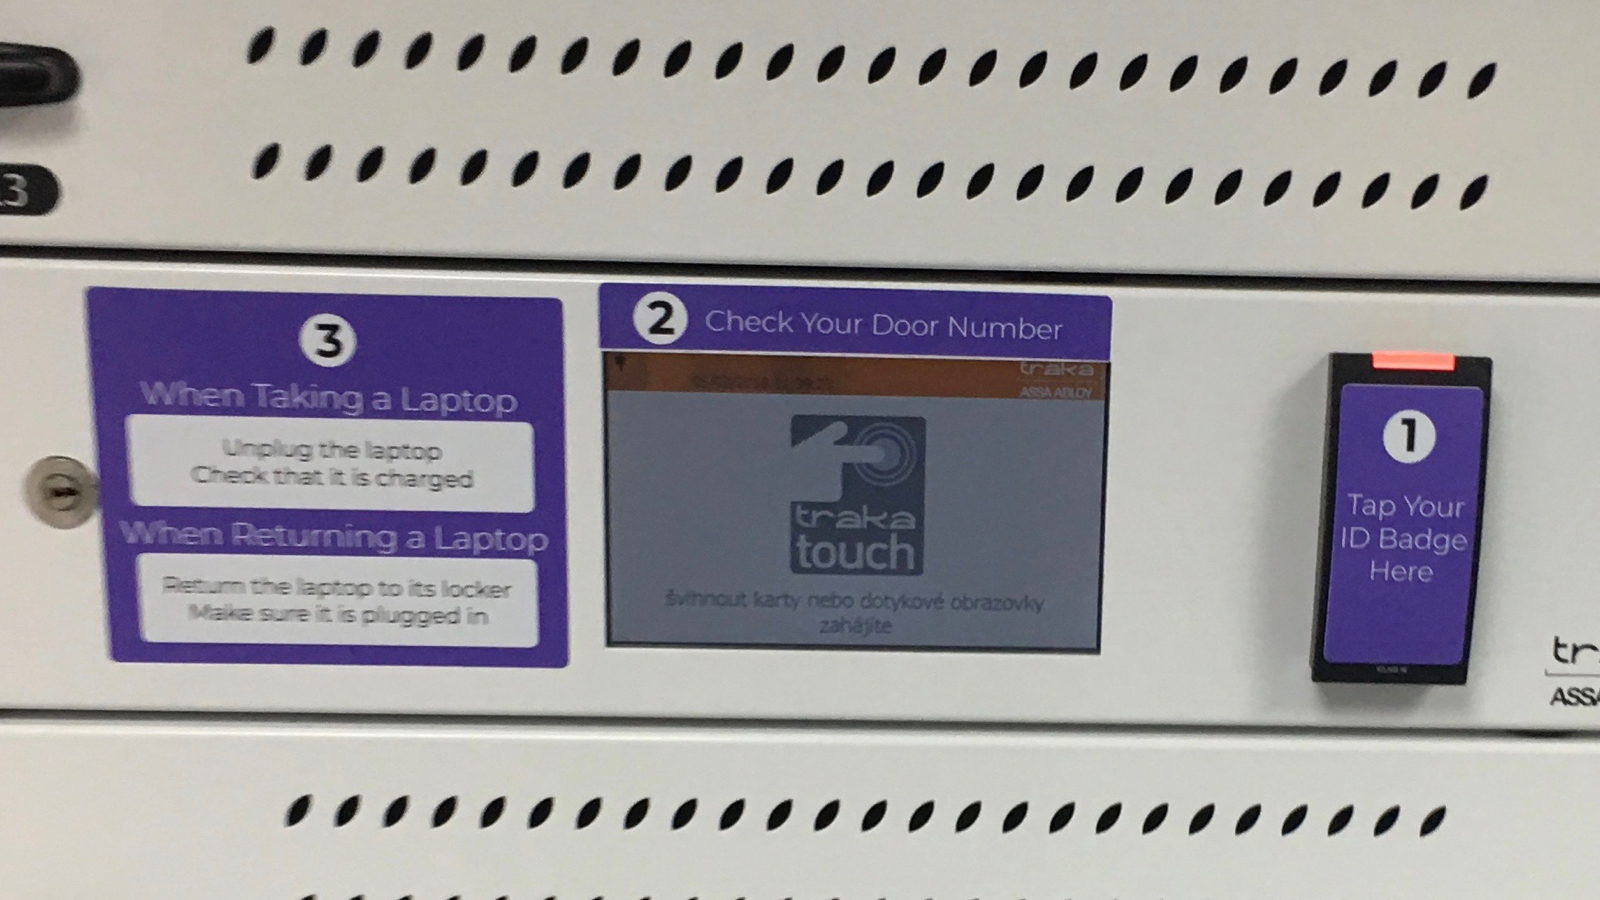 3
3
When Taking a Laptop
Unplug the laptop
Check that it is charged
When Returning a Laptop
Return the laptop to its locker
Make sure it is plugged in
2 Check Your Door Number
traka
ASSA ABLOY
traka
touch
švihnout karty nebo dotykové obrazovky
zahájíte
1
Tap Your
ID Badge
Here
tr
ASSA